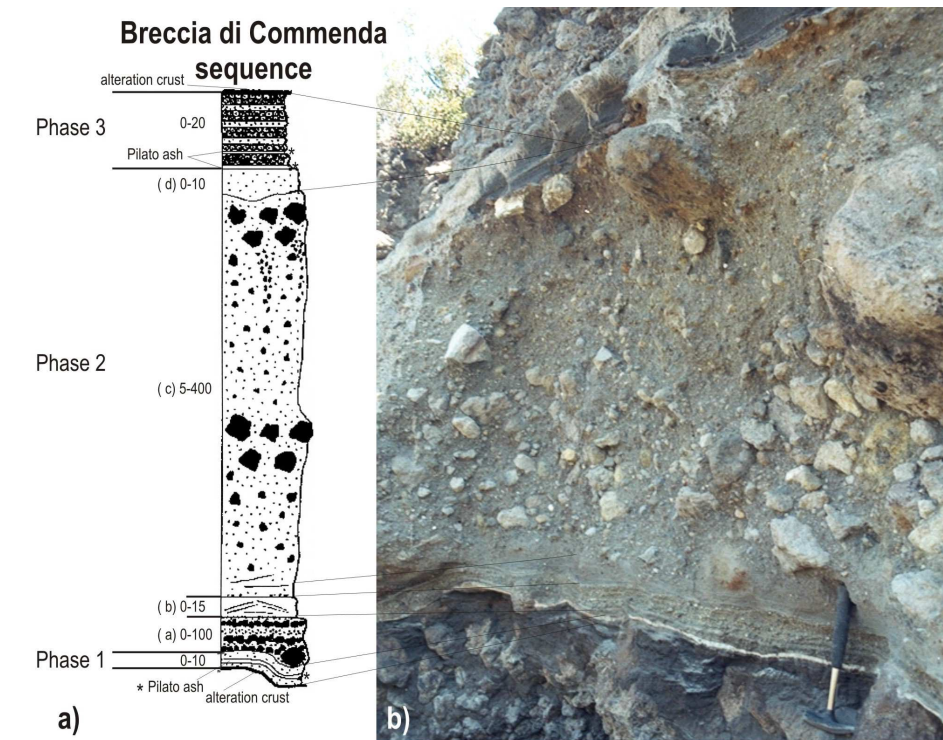 Breccia di Commenda
sequence
alteration crust
Phase 3
0-20
Pilato ash
*
*
( d) 0-10
Phase 2
( c) 5-400
( b) 0-15
( a) 0-100
Phase 1
0-10
*
* Pilato ash
alteration crust
a)
b)